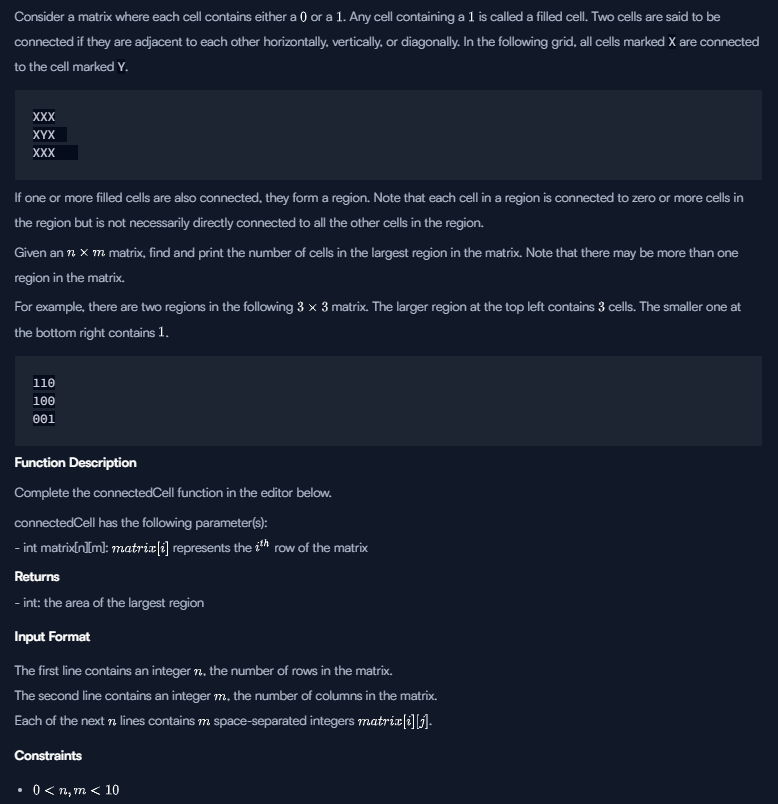 Consider a matrix where each cell contains either a 0 or a 1. Any cell containing a 1 is called a filled cell. Two cells are said to be
connected if they are adjacent to each other horizontally, vertically, or diagonally. In the following grid, all cells marked X are connected
to the cell marked Y.
XXX
XYX
XXX
If one or more filled cells are also connected, they form a region. Note that each cell in a region is connected to zero or more cells in
the region but is not necessarily directly connected to all the other cells in the region.
Given an n × m matrix, find and print the number of cells in the largest region in the matrix. Note that there may be more than one
region in the matrix.
For example, there are two regions in the following 3 × 3 matrix. The larger region at the top left contains 3 cells. The smaller one at
the bottom right contains 1.
110
100
001
Function Description
Complete the connectedCell function in the editor below.
connectedCell has the following parameter(s):
- int matrix[n][m]: matrix[i] represents the i^th row of the matrix
Returns
- int: the area of the largest region
Input Format
The first line contains an integer n, the number of rows in the matrix.
The second line contains an integer m, the number of columns in the matrix.
Each of the next n lines contains m space-separated integers matrix[i][j].
Constraints
• 0 < n, m < 10